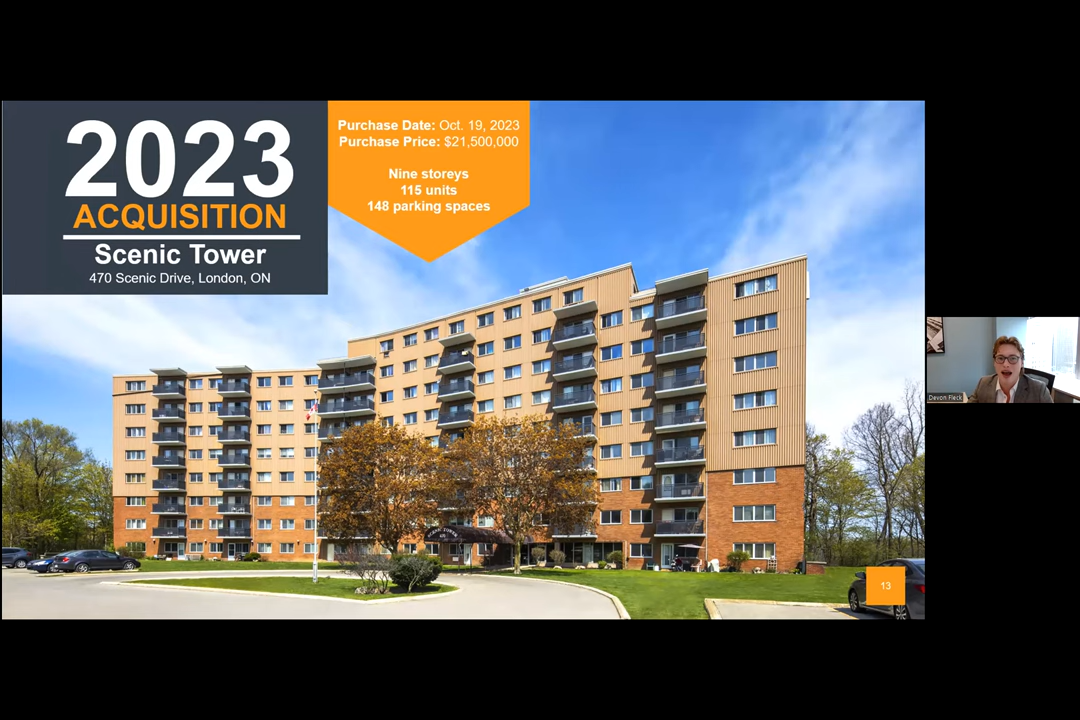 2023
ACQUISITION
Scenic Tower
470 Scenic Drive, London, ON
Purchase Date: Oct. 19, 2023
Purchase Price: $21,500,000
Nine storeys
115 units
148 parking spaces
13
Devon Fleck